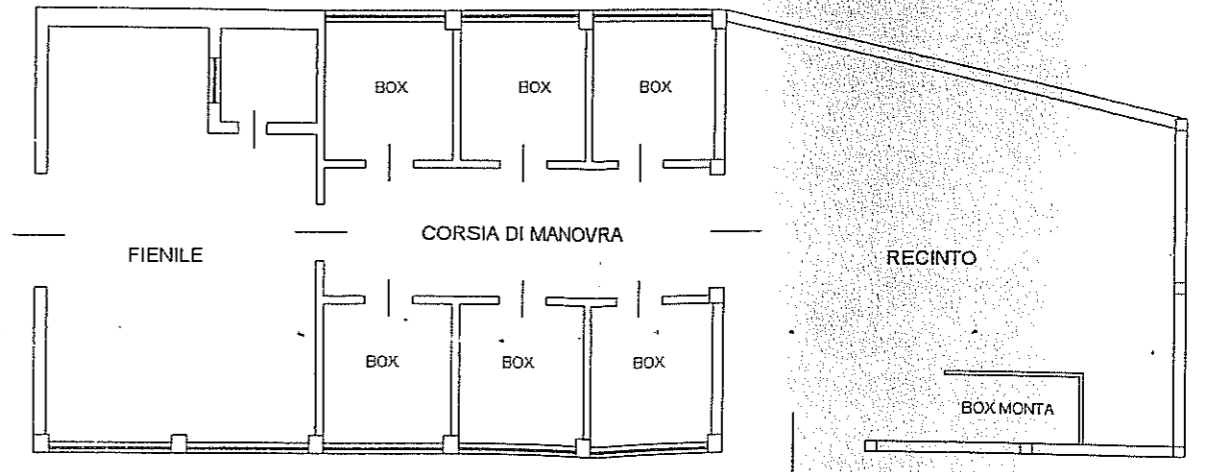 BOX BOX BOX
CORSIA DI MANOVRA
FIENILE
RECINTO
BOX BOX BOX
BOX MONTA